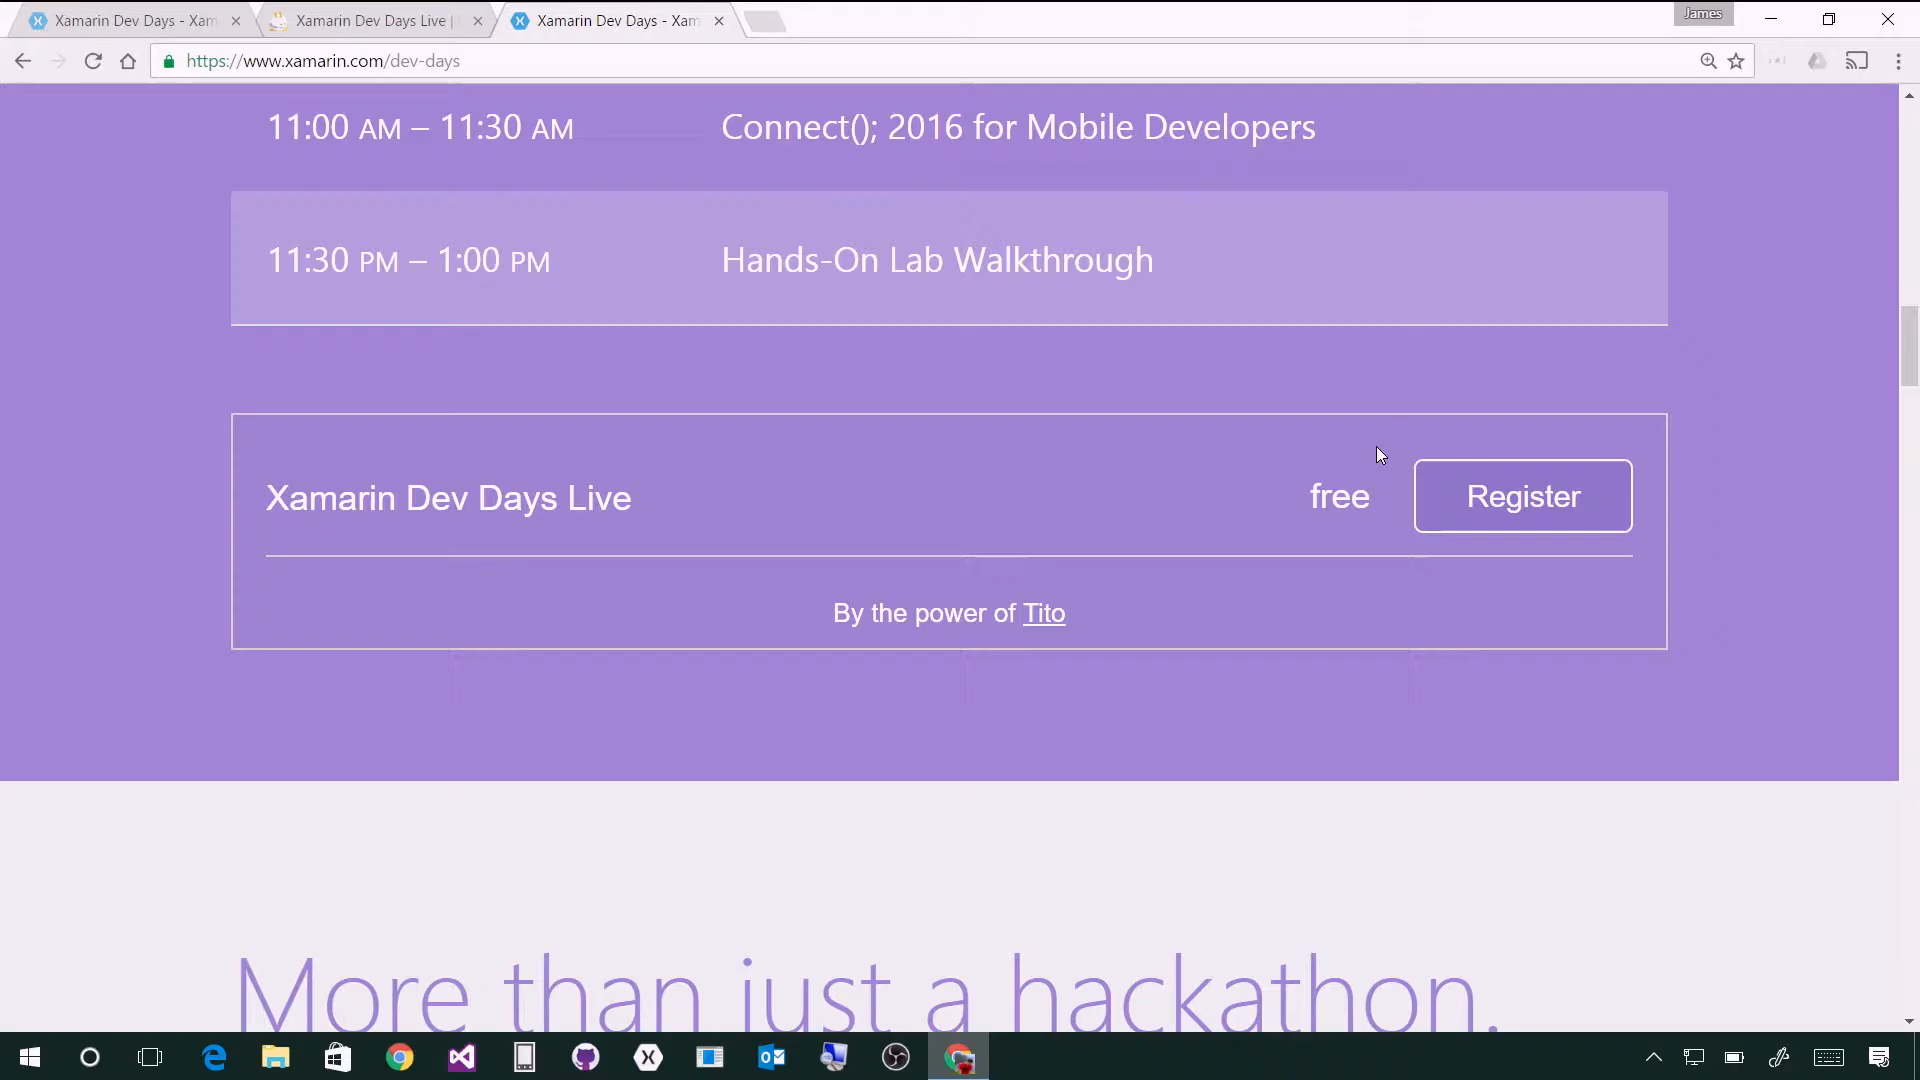 Xamarin Dev Days - Xam
Xamarin Dev Days Live |
Xamarin Dev Days - Xam
James
https://www.xamarin.com/dev-days
11:00 AM – 11:30 AM
Connect(); 2016 for Mobile Developers
11:30 PM – 1:00 PM
Hands-On Lab Walkthrough
Xamarin Dev Days Live
free
Register
By the power of Tito
More than just a hackathon.